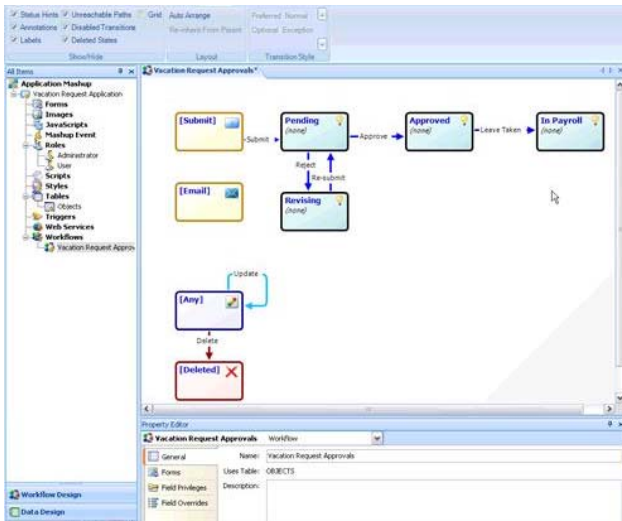 Status Hints Unreachable Paths Grid Auto Arrange Preferred Normal
Annotations Disabled Transitions Re-inherit From Parent Optional Exception
Labels Deleted States
Show/Hide Layout Transition Style
All Items
Vacation Request Approvals*
Application Mashup
Vacation Request Application
Forms
Images
JavaScripts
Mashup Event
Roles
Administrator
User
Scripts
Styles
Tables
Objects
Triggers
Web Services
Workflows
Vacation Request Approv
[Submit]
Submit
Pending
(none)
Approve
Approved
(none)
Leave Taken
In Payroll
(none)
Reject
Re-submit
[Email]
Revising
(none)
Update
[Any]
Delete
[Deleted]
Property Editor
Vacation Request Approvals Workflow
General
Name: Vacation Request Approvals
Forms
Uses Table: OBJECTS
Field Privileges
Description:
Field Overrides
Workflow Design
Data Design